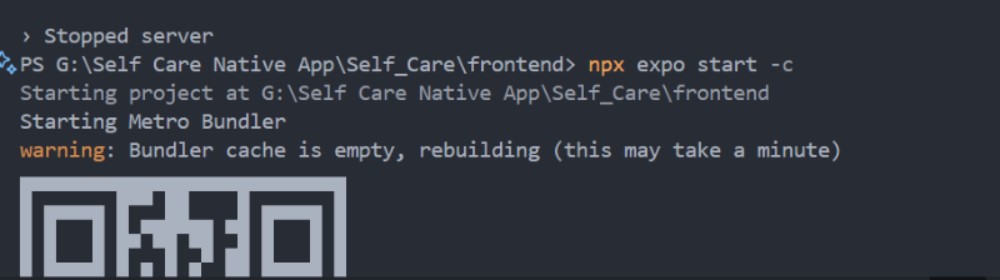 › Stopped server
PS G:\Self Care Native App\Self_Care\frontend> npx expo start -c
Starting project at G:\Self Care Native App\Self_Care\frontend
Starting Metro Bundler
warning: Bundler cache is empty, rebuilding (this may take a minute)